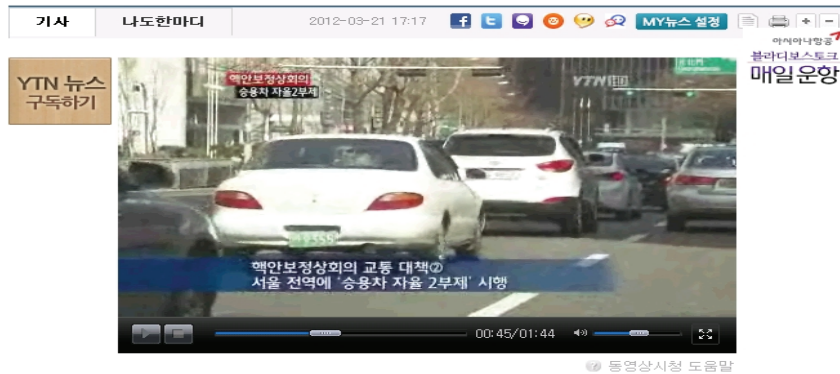 기사
나도한마디
2012-03-21 17:17
MY뉴스 설정
아시아나항공
블라디보스토크
매일운항
YTN 뉴스
구독하기
핵안보정상회의
승용차 자율2부제
YTN HD
핵안보정상회의 교통 대책②
서울 전역에 '승용차 자율 2부제' 시행
00:45/01:44
동영상시청 도움말